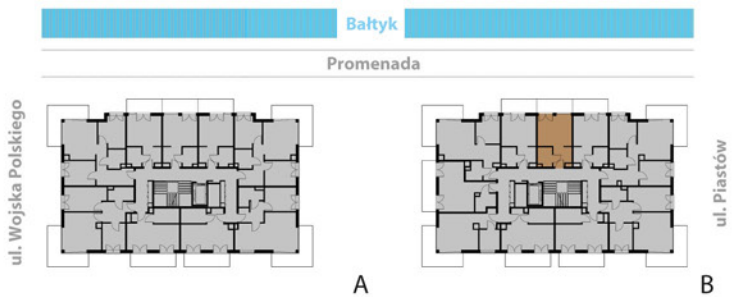 Bałtyk
Promenada
ul. Wojska Polskiego
ul. Piastów
A
B